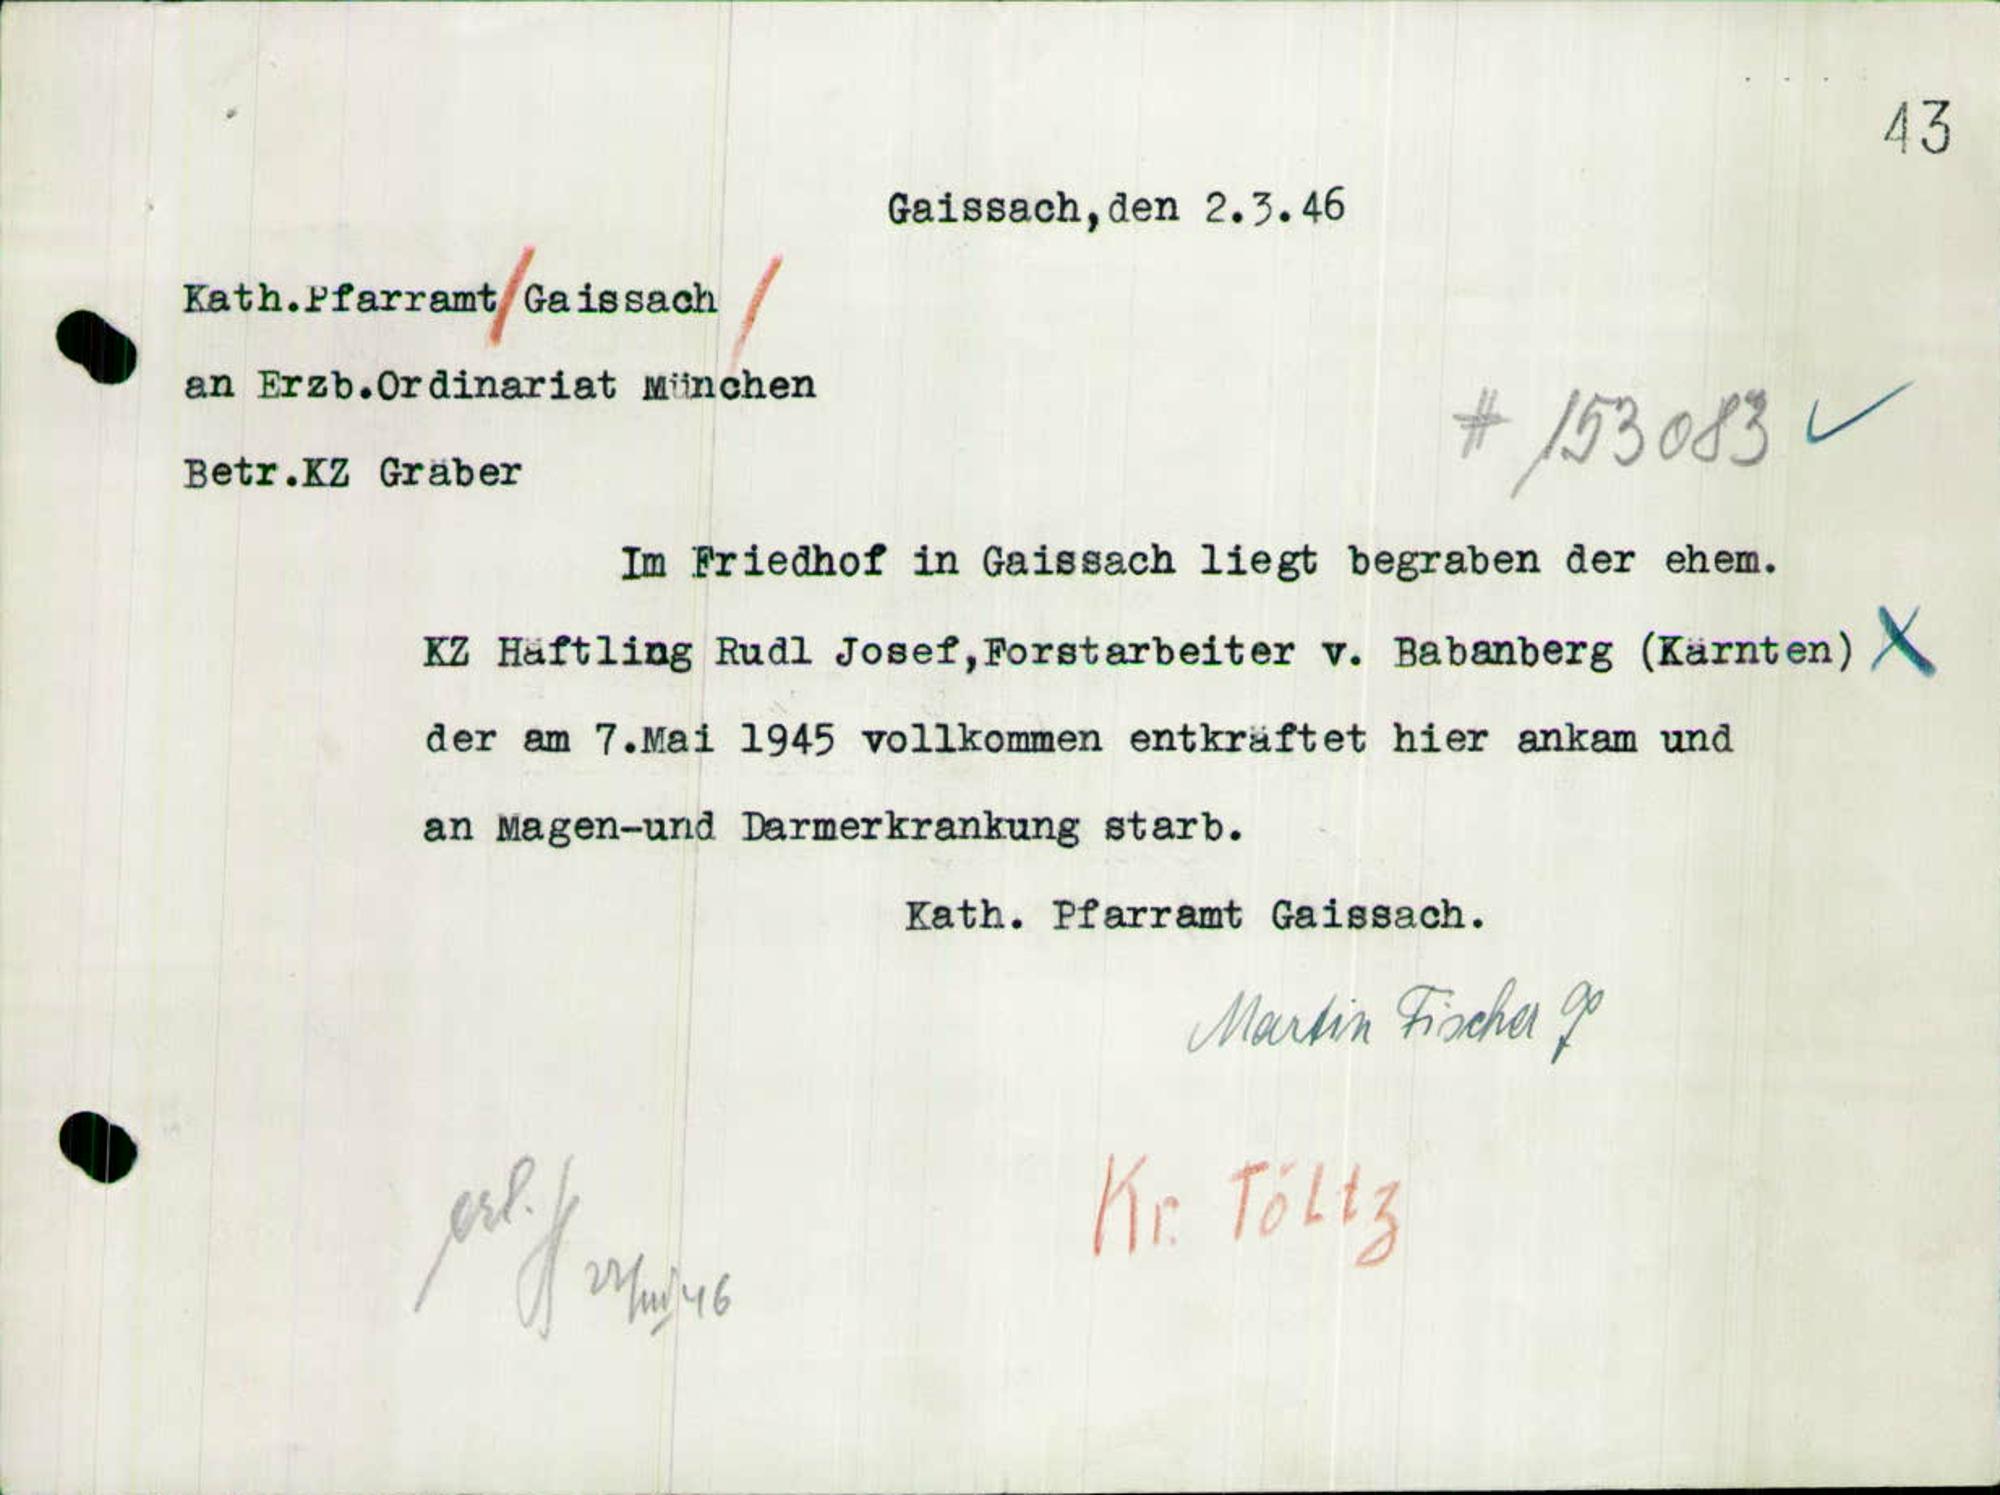 43
Gaissach,den 2.3.46
Kath.Pfarramt/Gaissach/
an Erzb.Ordinariat München
Betr.KZ Gräber
# 153083 ✓
Im Friedhof in Gaissach liegt begraben der ehem.
KZ Häftling Rudl Josef,Forstarbeiter v. Babanberg (Kärnten) X
der am 7.Mai 1945 vollkommen entkräftet hier ankam und
an Magen-und Darmerkrankung starb.
Kath. Pfarramt Gaissach.
Martin Fischer
Kr. Töltz
erl.
46